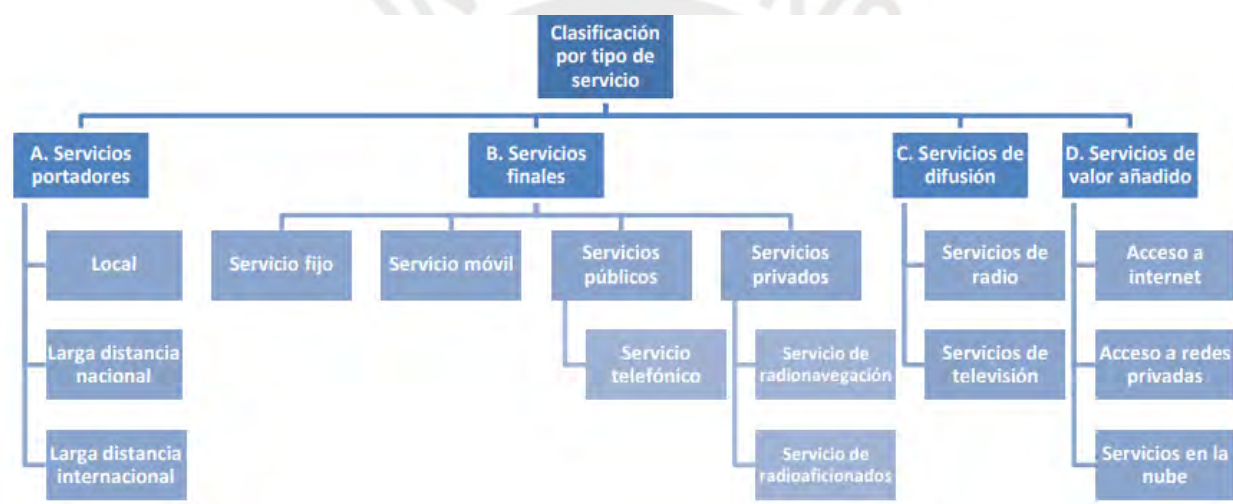 Clasificación
por tipo de
servicio
A. Servicios
portadores
Local
Larga distancia
nacional
Larga distancia
internacional
B. Servicios
finales
Servicio fijo
Servicio móvil
Servicios
públicos
Servicio
telefónico
Servicios
privados
Servicio de
radionavegación
Servicio de
radioaficionados
C. Servicios de
difusión
Servicios de
radio
Servicios de
televisión
D. Servicios de
valor añadido
Acceso a
internet
Acceso a redes
privadas
Servicios en la
nube